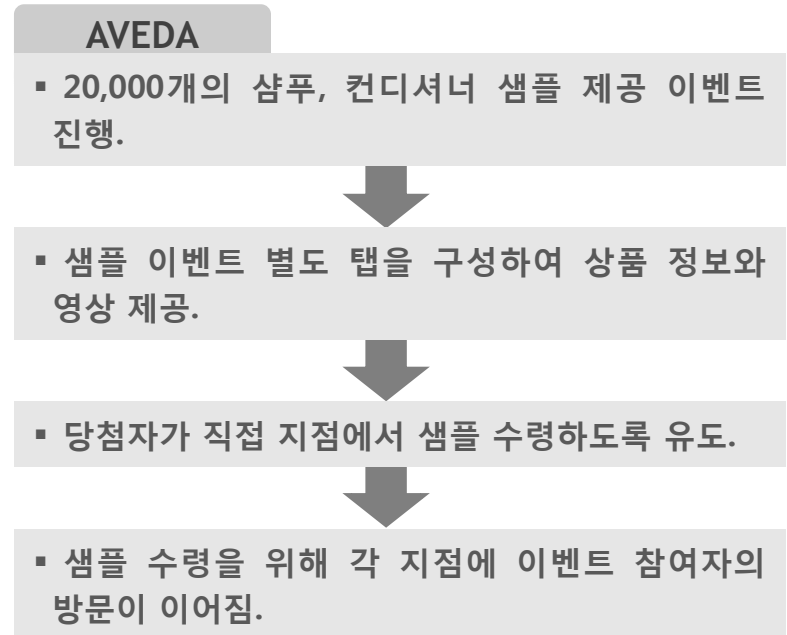 AVEDA
▪ 20,000개의 샴푸, 컨디셔너 샘플 제공 이벤트
진행.
▪ 샘플 이벤트 별도 탭을 구성하여 상품 정보와
영상 제공.
▪ 당첨자가 직접 지점에서 샘플 수령하도록 유도.
▪ 샘플 수령을 위해 각 지점에 이벤트 참여자의
방문이 이어짐.